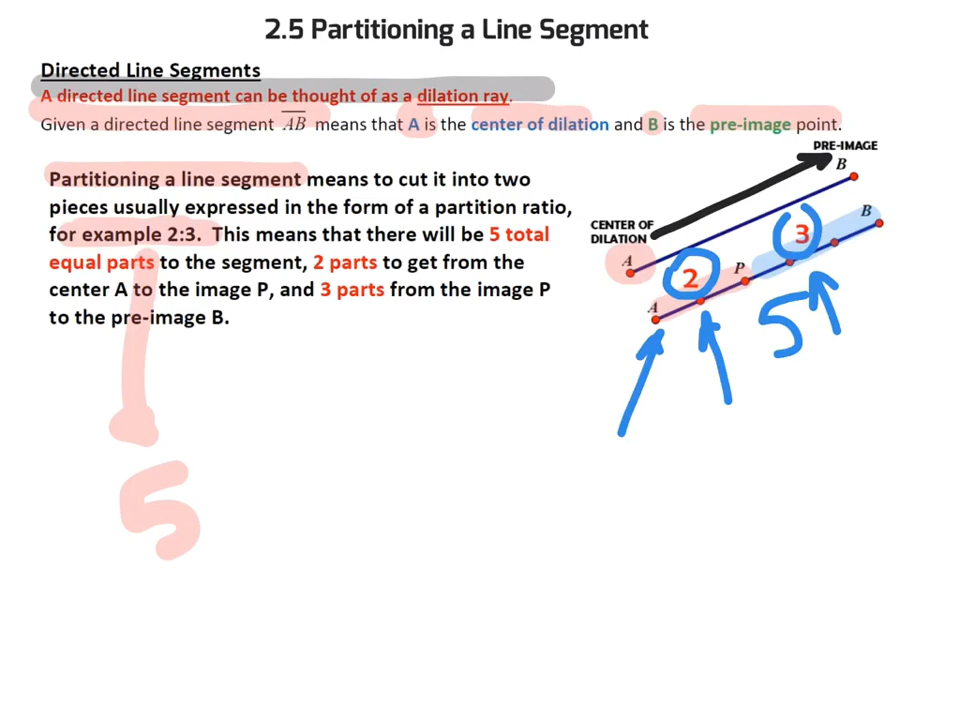 2.5 Partitioning a Line Segment
Directed Line Segments
A directed line segment can be thought of as a dilation ray.
Given a directed line segment AB means that A is the center of dilation and B is the pre-image point.
PRE-IMAGE
B
Partitioning a line segment means to cut it into two
pieces usually expressed in the form of a partition ratio,
for example 2:3. This means that there will be 5 total
equal parts to the segment, 2 parts to get from the
center A to the image P, and 3 parts from the image P
to the pre-image B.
CENTER OF
DILATION
A
B
3
P
2
A
5
5